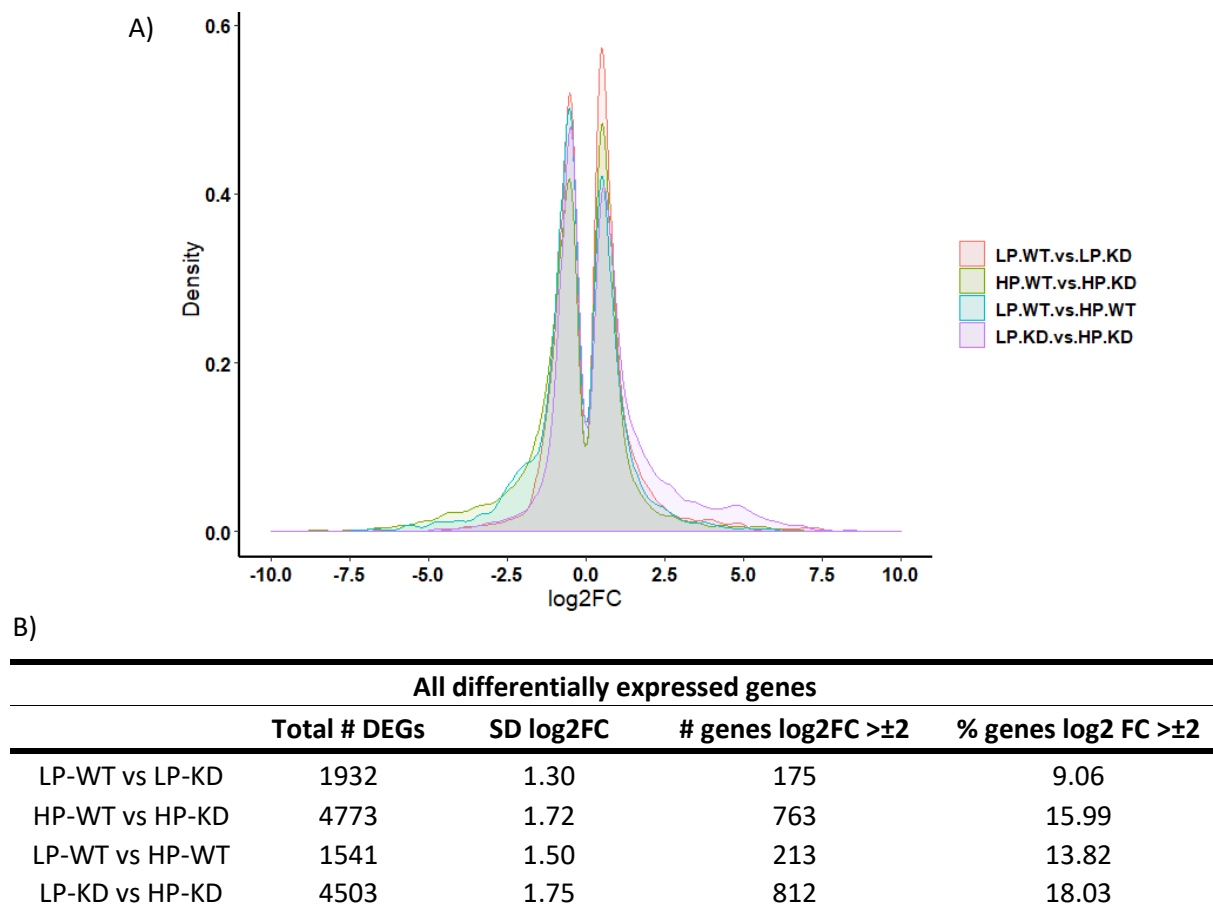 A)
0.6
0.4
0.2
0.0
Density
-10.0 -7.5 -5.0 -2.5 0.0 2.5 5.0 7.5 10.0
log2FC
LP.WT.vs.LP.KD
HP.WT.vs.HP.KD
LP.WT.vs.HP.WT
LP.KD.vs.HP.KD
B)
All differentially expressed genes
Total # DEGs SD log2FC # genes log2FC >±2 % genes log2 FC >±2
LP-WT vs LP-KD 1932 1.30 175 9.06
HP-WT vs HP-KD 4773 1.72 763 15.99
LP-WT vs HP-WT 1541 1.50 213 13.82
LP-KD vs HP-KD 4503 1.75 812 18.03